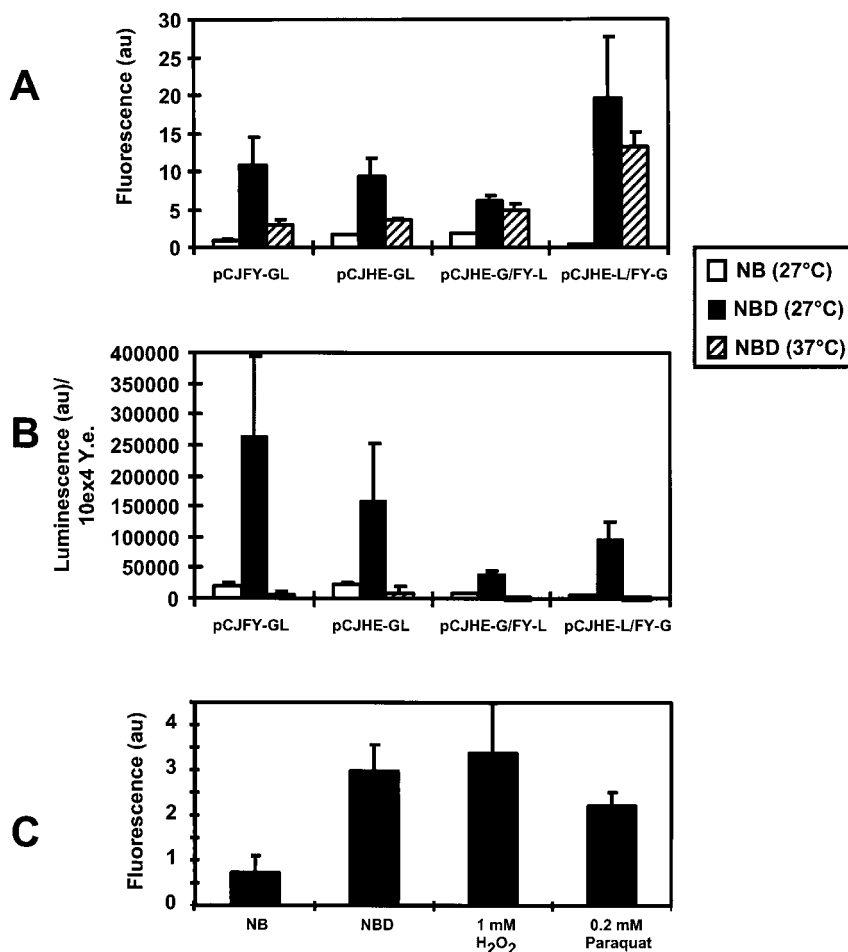 A
Fluorescence (au)
30
25
20
15
10
5
0
pCJFY-GL pCJHE-GL pCJHE-G/FY-L pCJHE-L/FY-G
NB (27°C)
NBD (27°C)
NBD (37°C)
B
Luminescence (au)/
10ex4 Y.e.
400000
350000
300000
250000
200000
150000
100000
50000
0
pCJFY-GL pCJHE-GL pCJHE-G/FY-L pCJHE-L/FY-G
C
Fluorescence (au)
4
3
2
1
0
NB NBD 1 mM 0.2 mM
H₂O₂ Paraquat